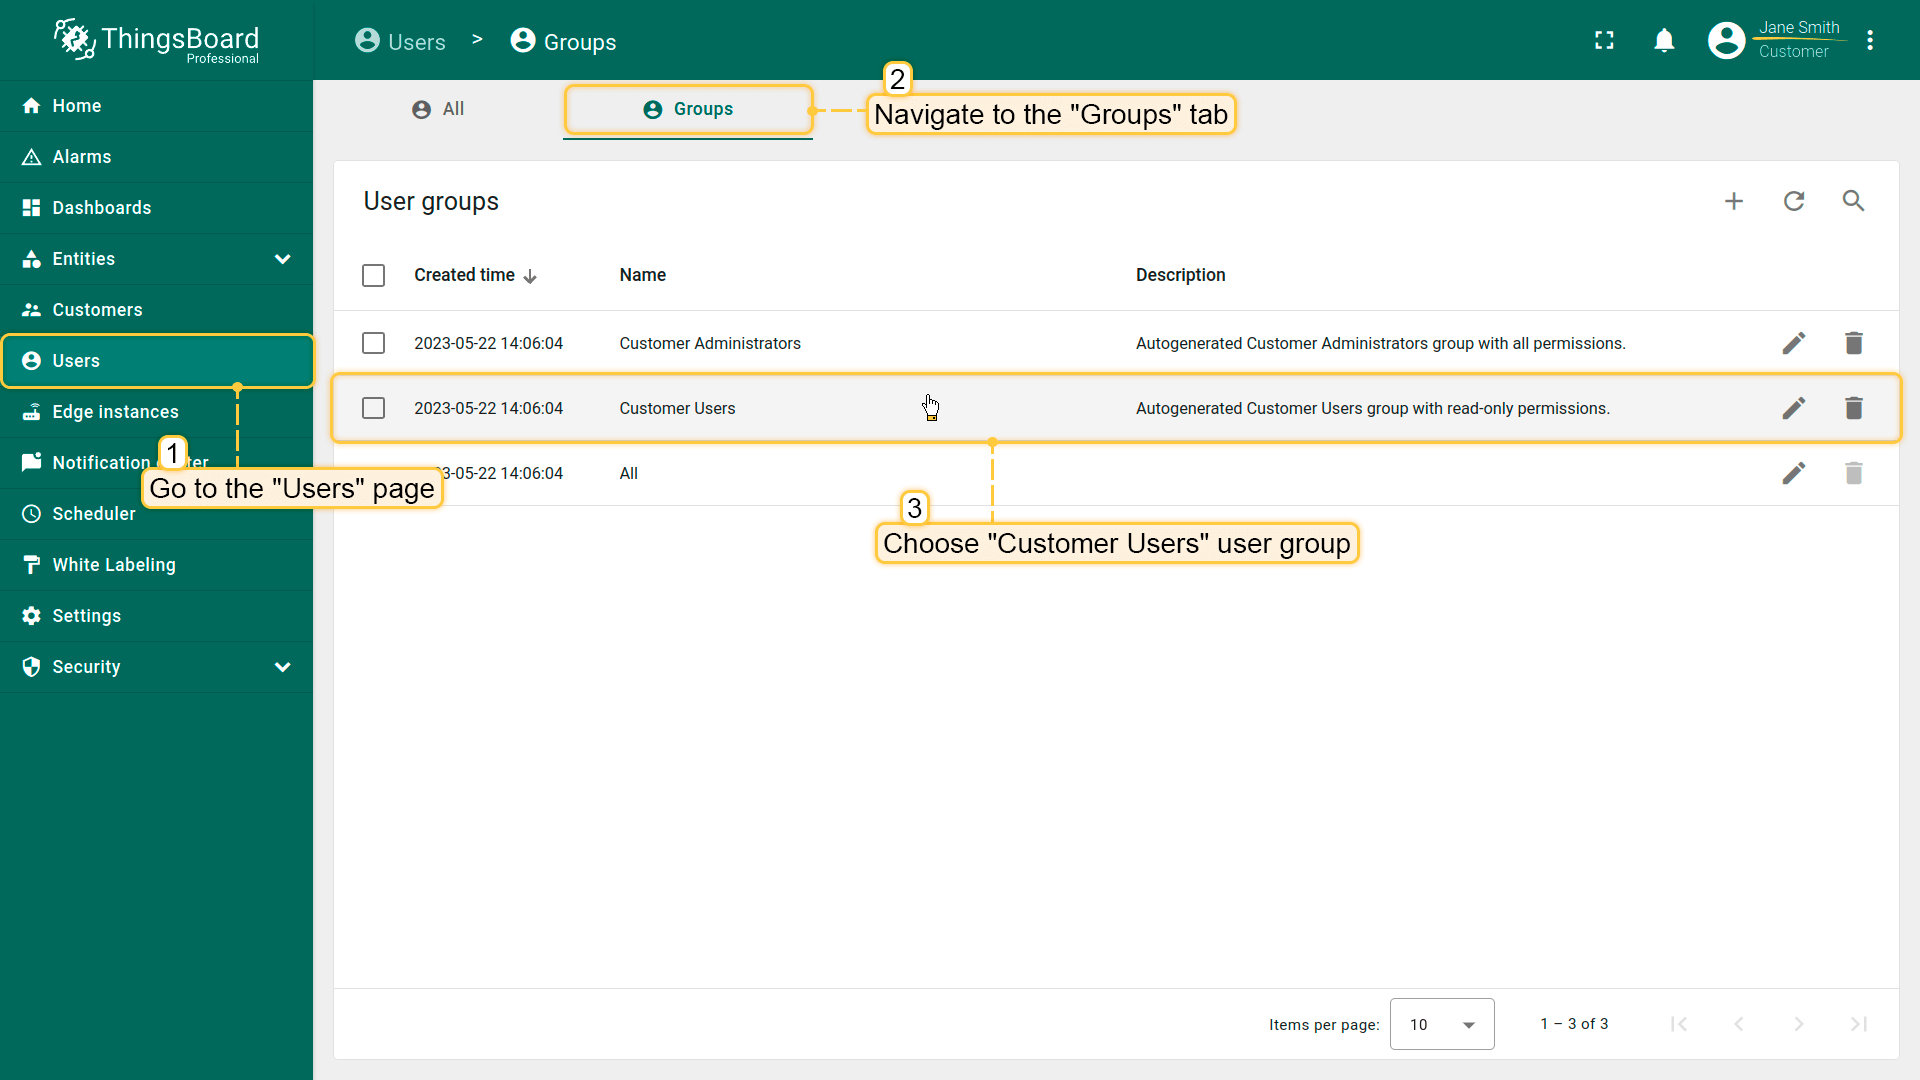 ThingsBoard
Professional
Users > Groups
Jane Smith
Customer
Home
Alarms
Dashboards
Entities
Customers
Users
Edge instances
Notification ter
Scheduler
White Labeling
Settings
Security
1
Go to the "Users" page
All
Groups
2
Navigate to the "Groups" tab
User groups
Created time Name Description
2023-05-22 14:06:04 Customer Administrators Autogenerated Customer Administrators group with all permissions.
2023-05-22 14:06:04 Customer Users Autogenerated Customer Users group with read-only permissions.
3-05-22 14:06:04 All
3
Choose "Customer Users" user group
Items per page: 10 1 – 3 of 3